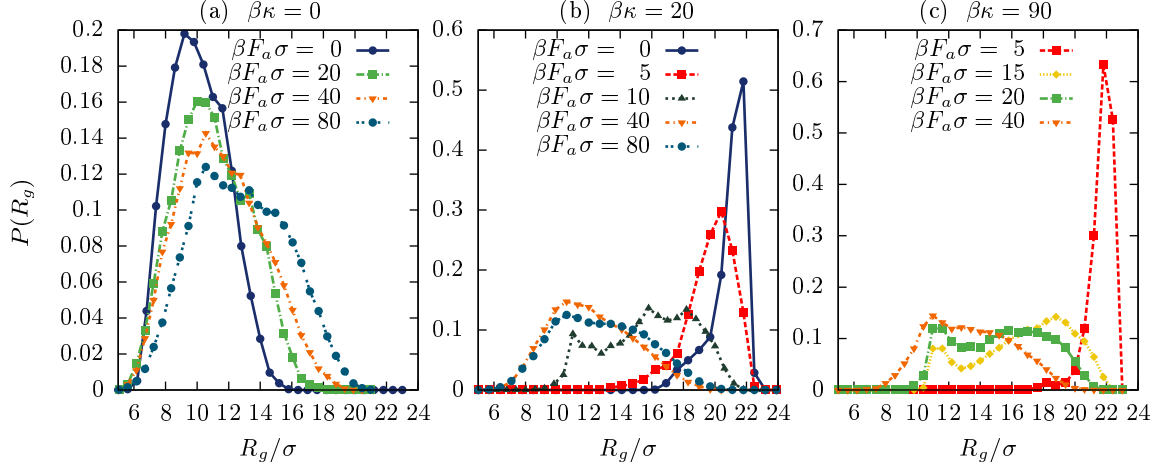 (a) βκ = 0
P(R_g)
0.2
0.18
0.16
0.14
0.12
0.1
0.08
0.06
0.04
0.02
0
βF_aσ = 0
βF_aσ = 20
βF_aσ = 40
βF_aσ = 80
6 8 10 12 14 16 18 20 22 24
R_g/σ
(b) βκ = 20
0.6
0.5
0.4
0.3
0.2
0.1
0
βF_aσ = 0
βF_aσ = 5
βF_aσ = 10
βF_aσ = 40
βF_aσ = 80
6 8 10 12 14 16 18 20 22 24
R_g/σ
(c) βκ = 90
0.7
0.6
0.5
0.4
0.3
0.2
0.1
0
βF_aσ = 5
βF_aσ = 15
βF_aσ = 20
βF_aσ = 40
6 8 10 12 14 16 18 20 22 24
R_g/σ